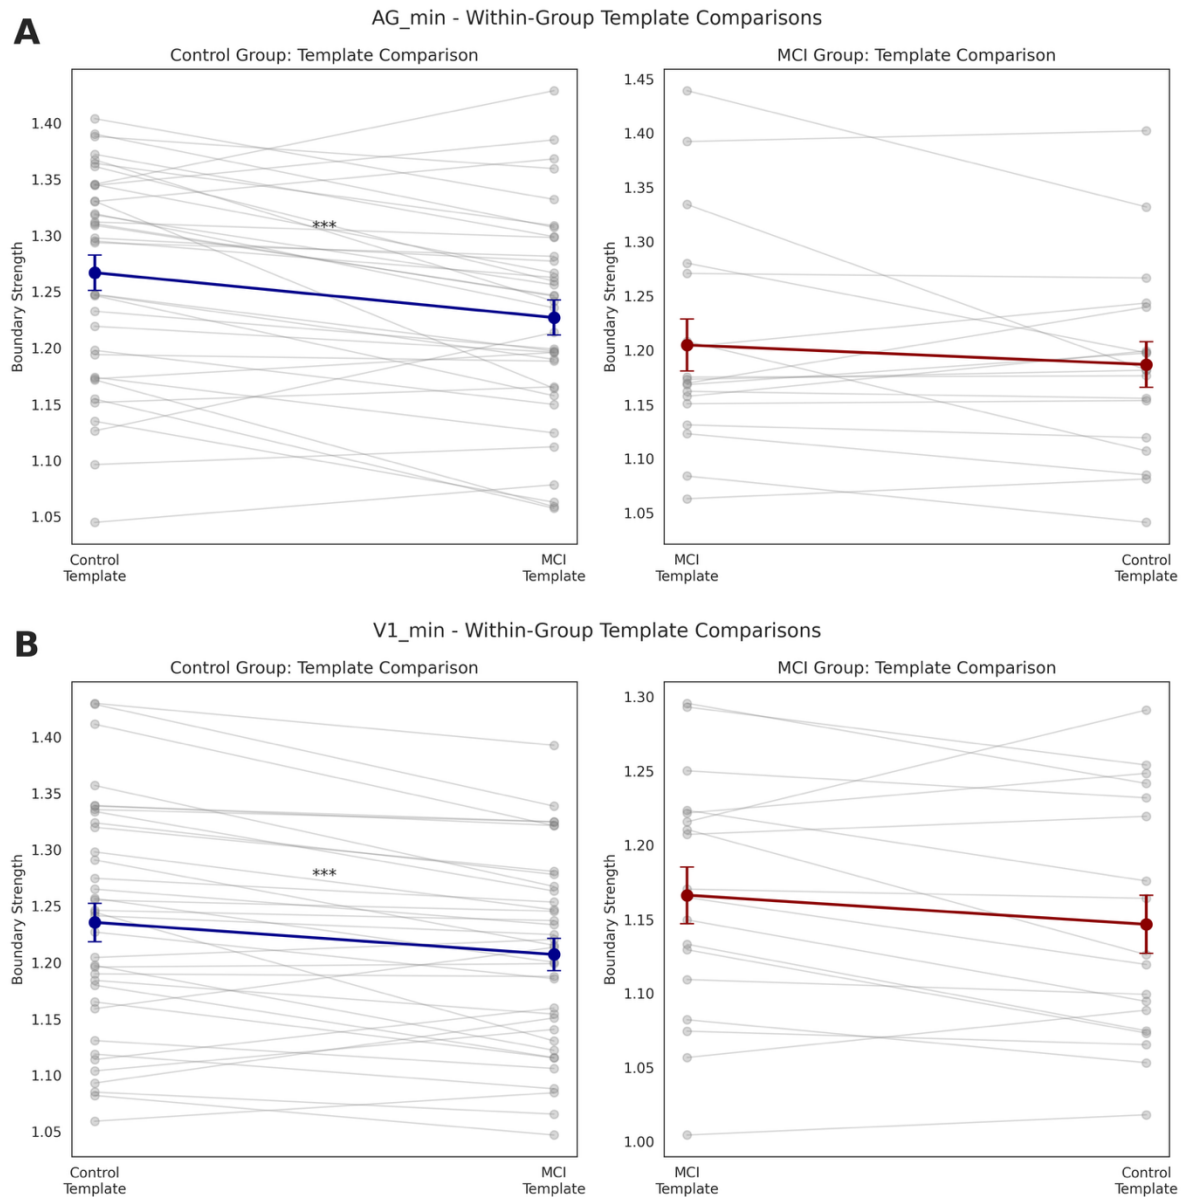 A
AG_min - Within-Group Template Comparisons
Control Group: Template Comparison
MCI Group: Template Comparison
Boundary Strength
1.40
1.35
1.30
1.25
1.20
1.15
1.10
1.05
***
Control
Template
MCI
Template
Boundary Strength
1.45
1.40
1.35
1.30
1.25
1.20
1.15
1.10
1.05
MCI
Template
Control
Template
B
V1_min - Within-Group Template Comparisons
Control Group: Template Comparison
MCI Group: Template Comparison
Boundary Strength
1.40
1.35
1.30
1.25
1.20
1.15
1.10
1.05
***
Control
Template
MCI
Template
Boundary Strength
1.30
1.25
1.20
1.15
1.10
1.05
1.00
MCI
Template
Control
Template